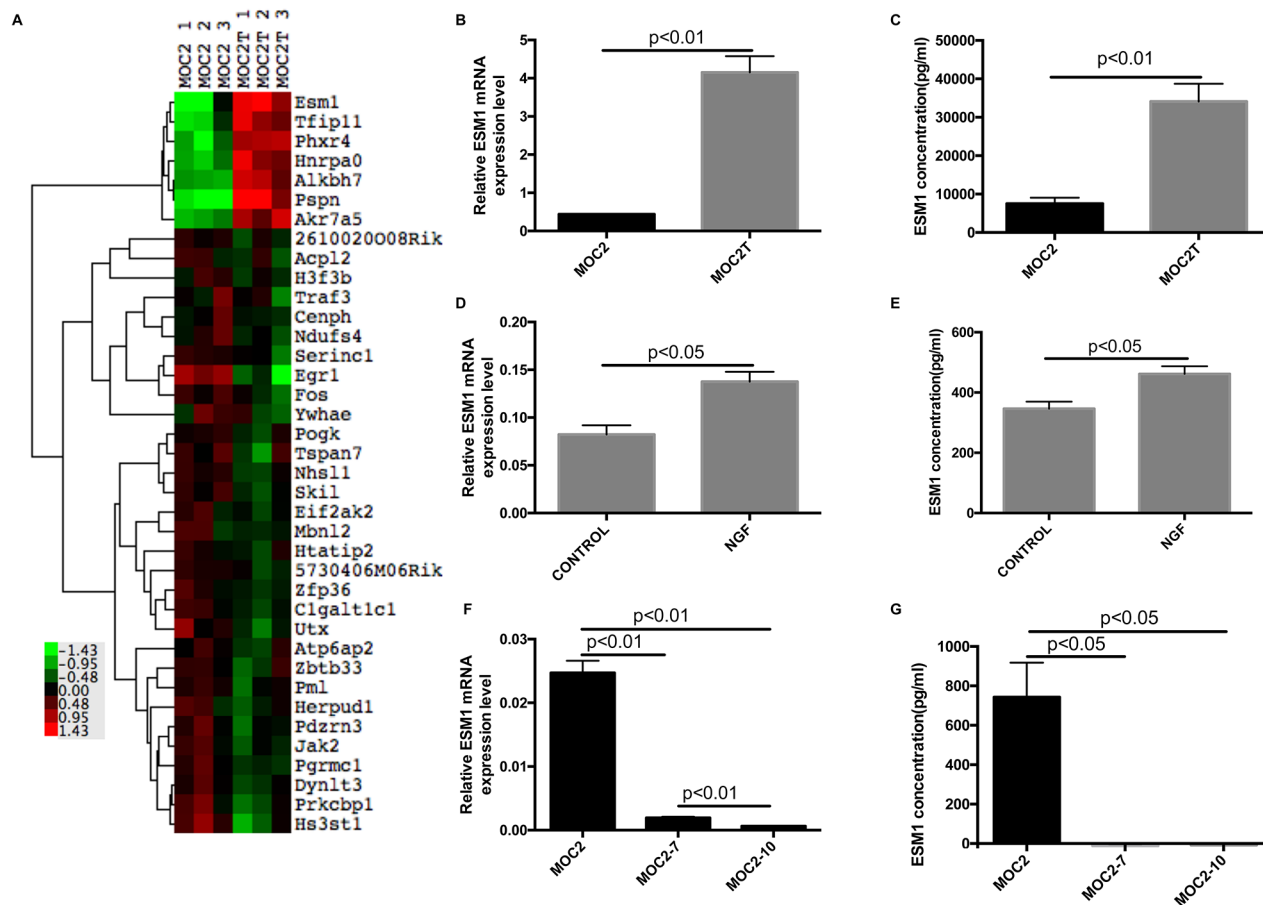 A
MOC2 1
MOC2 2
MOC2 3
MOC2T 1
MOC2T 2
MOC2T 3
Esm1
Tfip11
Phxr4
Hnrpa0
Alkbh7
Pspn
Akr7a5
2610020O08Rik
Acpl2
H3f3b
Traf3
Cenph
Ndufs4
Serinc1
Egr1
Fos
Ywhae
Pogk
Tspan7
Nhsl1
Skil
Eif2ak2
Mbnl2
Htatip2
5730406M06Rik
Zfp36
C1galt1c1
Utx
Atp6ap2
Zbtb33
Pml
Herpud1
Pdzrn3
Jak2
Pgrmc1
Dynlt3
Prkcbp1
Hs3st1
-1.43
-0.95
-0.48
0.00
0.48
0.95
1.43
B
Relative ESM1 mRNA
expression level
5
4
3
2
1
0
p<0.01
MOC2
MOC2T
C
ESM1 concentration(pg/ml)
50000
40000
30000
20000
10000
0
p<0.01
MOC2
MOC2T
D
Relative ESM1 mRNA
expression level
0.20
0.15
0.10
0.05
0.00
p<0.05
CONTROL
NGF
E
ESM1 concentration(pg/ml)
600
400
200
0
p<0.05
CONTROL
NGF
F
Relative ESM1 mRNA
expression level
0.03
0.02
0.01
0.00
p<0.01
p<0.01
p<0.01
MOC2
MOC2-7
MOC2-10
G
ESM1 concentration(pg/ml)
1000
800
600
400
200
0
p<0.05
p<0.05
MOC2
MOC2-7
MOC2-10